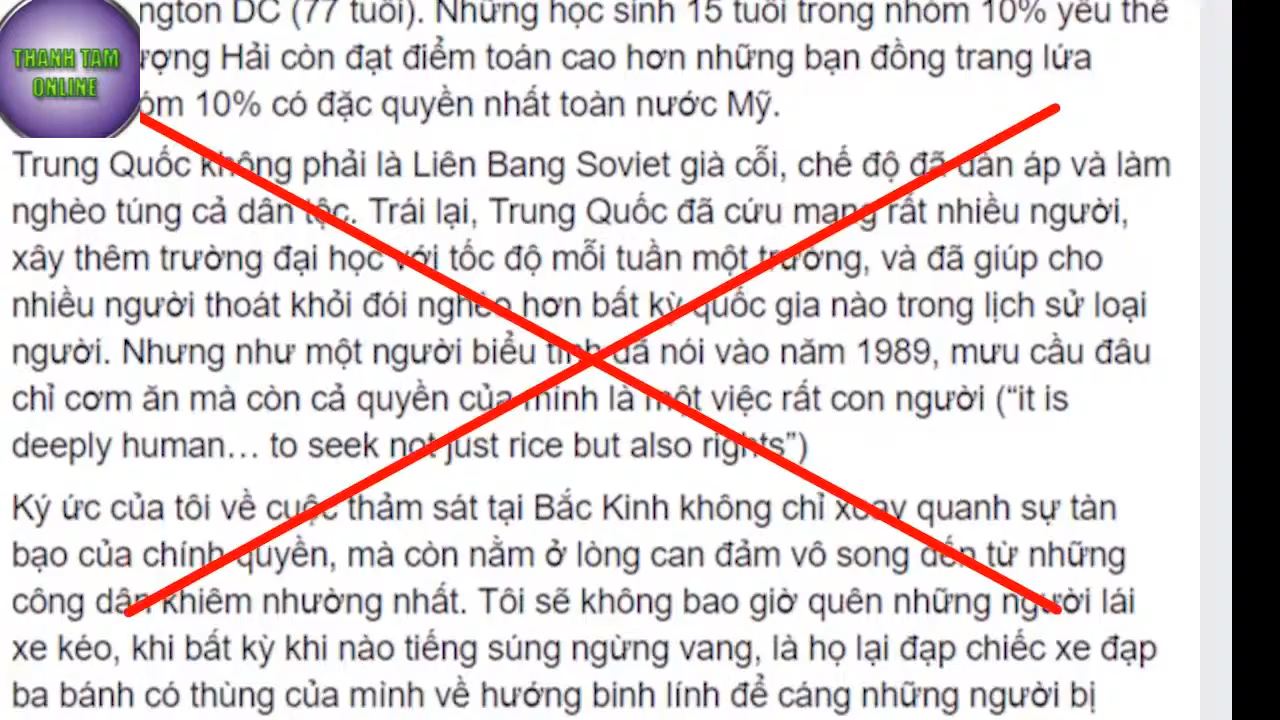 THANH TAM
ONLINE
ngton DC (77 tuổi). Những học sinh 15 tuổi trong nhóm 10% yếu thế
ượng Hải còn đạt điểm toán cao hơn những bạn đồng trang lứa
óm 10% có đặc quyền nhất toàn nước Mỹ.
Trung Quốc không phải là Liên Bang Soviet già cỗi, chế độ đã đàn áp và làm
nghèo túng cả dân tộc. Trái lại, Trung Quốc đã cứu mạng rất nhiều người,
xây thêm trường đại học với tốc độ mỗi tuần một trường, và đã giúp cho
nhiều người thoát khỏi đói nghèo hơn bất kỳ quốc gia nào trong lịch sử loại
người. Nhưng như một người biểu tình đã nói vào năm 1989, mưu cầu đâu
chỉ cơm ăn mà còn cả quyền của mình là một việc rất con người (“it is
deeply human… to seek not just rice but also rights”)
Ký ức của tôi về cuộc thảm sát tại Bắc Kinh không chỉ xoay quanh sự tàn
bạo của chính quyền, mà còn nằm ở lòng can đảm vô song đến từ những
công dân khiêm nhường nhất. Tôi sẽ không bao giờ quên những người lái
xe kéo, khi bất kỳ khi nào tiếng súng ngừng vang, là họ lại đạp chiếc xe đạp
ba bánh có thùng của mình về hướng binh lính để cáng những người bị